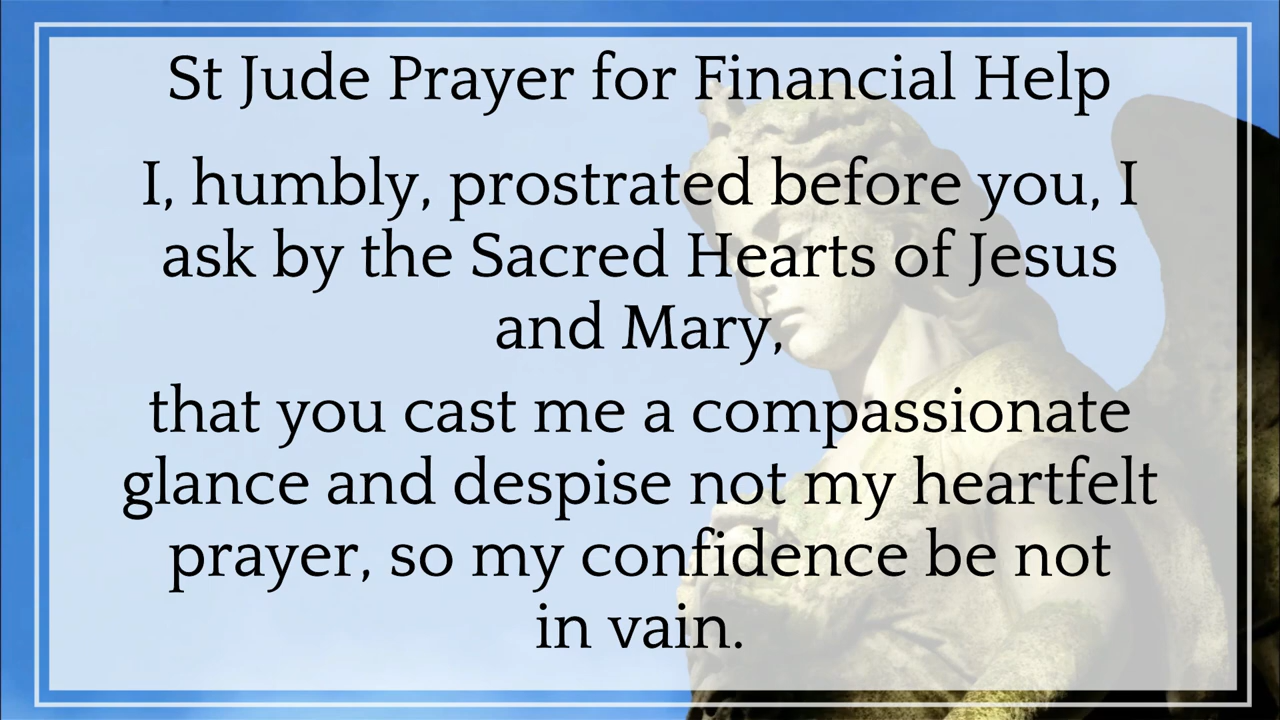 St Jude Prayer for Financial Help
I, humbly, prostrated before you, I
ask by the Sacred Hearts of Jesus
and Mary,
that you cast me a compassionate
glance and despise not my heartfelt
prayer, so my confidence be not
in vain.